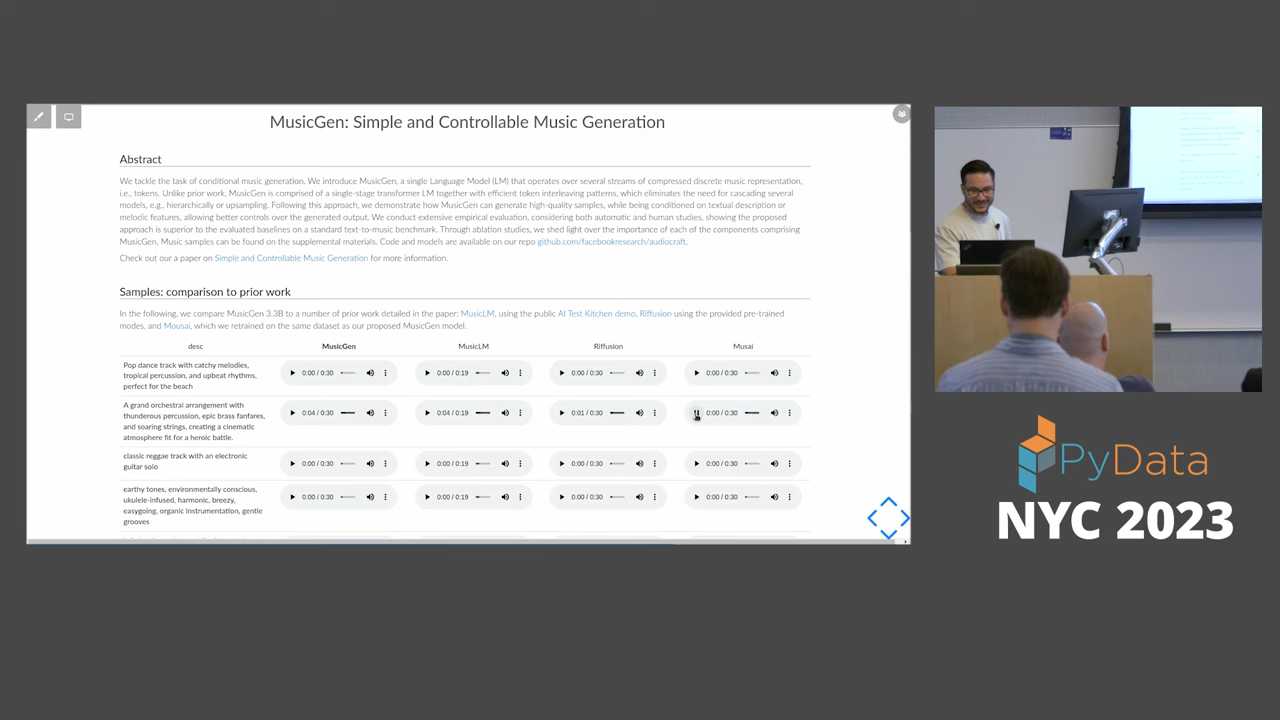 MusicGen: Simple and Controllable Music Generation
Abstract
We tackle the task of conditional music generation. We introduce MusicGen, a single Language Model (LM) that operates over several streams of compressed discrete music representation,
i.e., tokens. Unlike prior work, MusicGen is comprised of a single-stage transformer LM together with efficient token interleaving patterns, which eliminates the need for cascading several
models, e.g., hierarchically or upsampling. Following this approach, we demonstrate how MusicGen can generate high-quality samples, while being conditioned on textual description or
melodic features, allowing better controls over the generated output. We conduct extensive empirical evaluation, considering both automatic and human studies, showing the proposed
approach is superior to the evaluated baselines on a standard text-to-music benchmark. Through ablation studies, we shed light over the importance of each of the components comprising
MusicGen. Music samples can be found on the supplemental materials. Code and models are available on our repo github.com/facebookresearch/audiocraft.
Check out our a paper on Simple and Controllable Music Generation for more information.
Samples: comparison to prior work
In the following, we compare MusicGen 3.3B to a number of prior work detailed in the paper: MusicLM, using the public AI Test Kitchen demo, Riffusion using the provided pre-trained
modes, and Mousai, which we retrained on the same dataset as our proposed MusicGen model.
desc MusicGen MusicLM Riffusion Musai
Pop dance track with catchy melodies,
tropical percussion, and upbeat rhythms,
perfect for the beach
0:00 / 0:30 0:00 / 0:19 0:00 / 0:30 0:00 / 0:30
A grand orchestral arrangement with
thunderous percussion, epic brass fanfares,
and soaring strings, creating a cinematic
atmosphere fit for a heroic battle.
0:04 / 0:30 0:04 / 0:19 0:01 / 0:30 0:00 / 0:30
classic reggae track with an electronic
guitar solo
0:00 / 0:30 0:00 / 0:19 0:00 / 0:30 0:00 / 0:30
earthy tones, environmentally conscious,
ukulele-infused, harmonic, breezy,
easygoing, organic instrumentation, gentle
grooves
0:00 / 0:30 0:00 / 0:19 0:00 / 0:30 0:00 / 0:30
PyData
NYC 2023